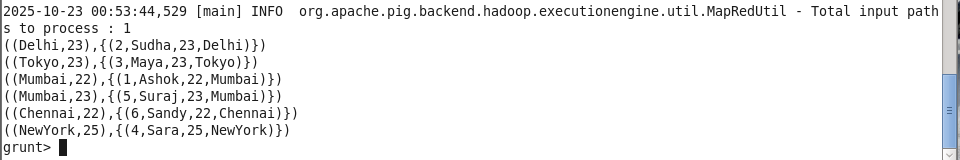 2025-10-23 00:53:44,529 [main] INFO  org.apache.pig.backend.hadoop.executionengine.util.MapRedUtil - Total input path
s to process : 1
((Delhi,23),{(2,Sudha,23,Delhi)})
((Tokyo,23),{(3,Maya,23,Tokyo)})
((Mumbai,22),{(1,Ashok,22,Mumbai)})
((Mumbai,23),{(5,Suraj,23,Mumbai)})
((Chennai,22),{(6,Sandy,22,Chennai)})
((NewYork,25),{(4,Sara,25,NewYork)})
grunt>